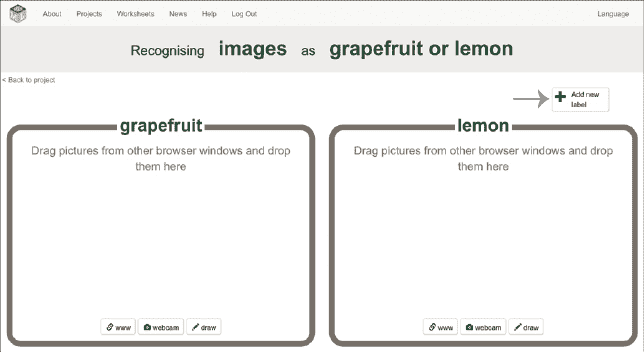 About Projects Worksheets News Help Log Out Language
Recognising images as grapefruit or lemon
< Back to project
Add new
label
grapefruit
Drag pictures from other browser windows and drop
them here
www webcam draw
lemon
Drag pictures from other browser windows and drop
them here
www webcam draw